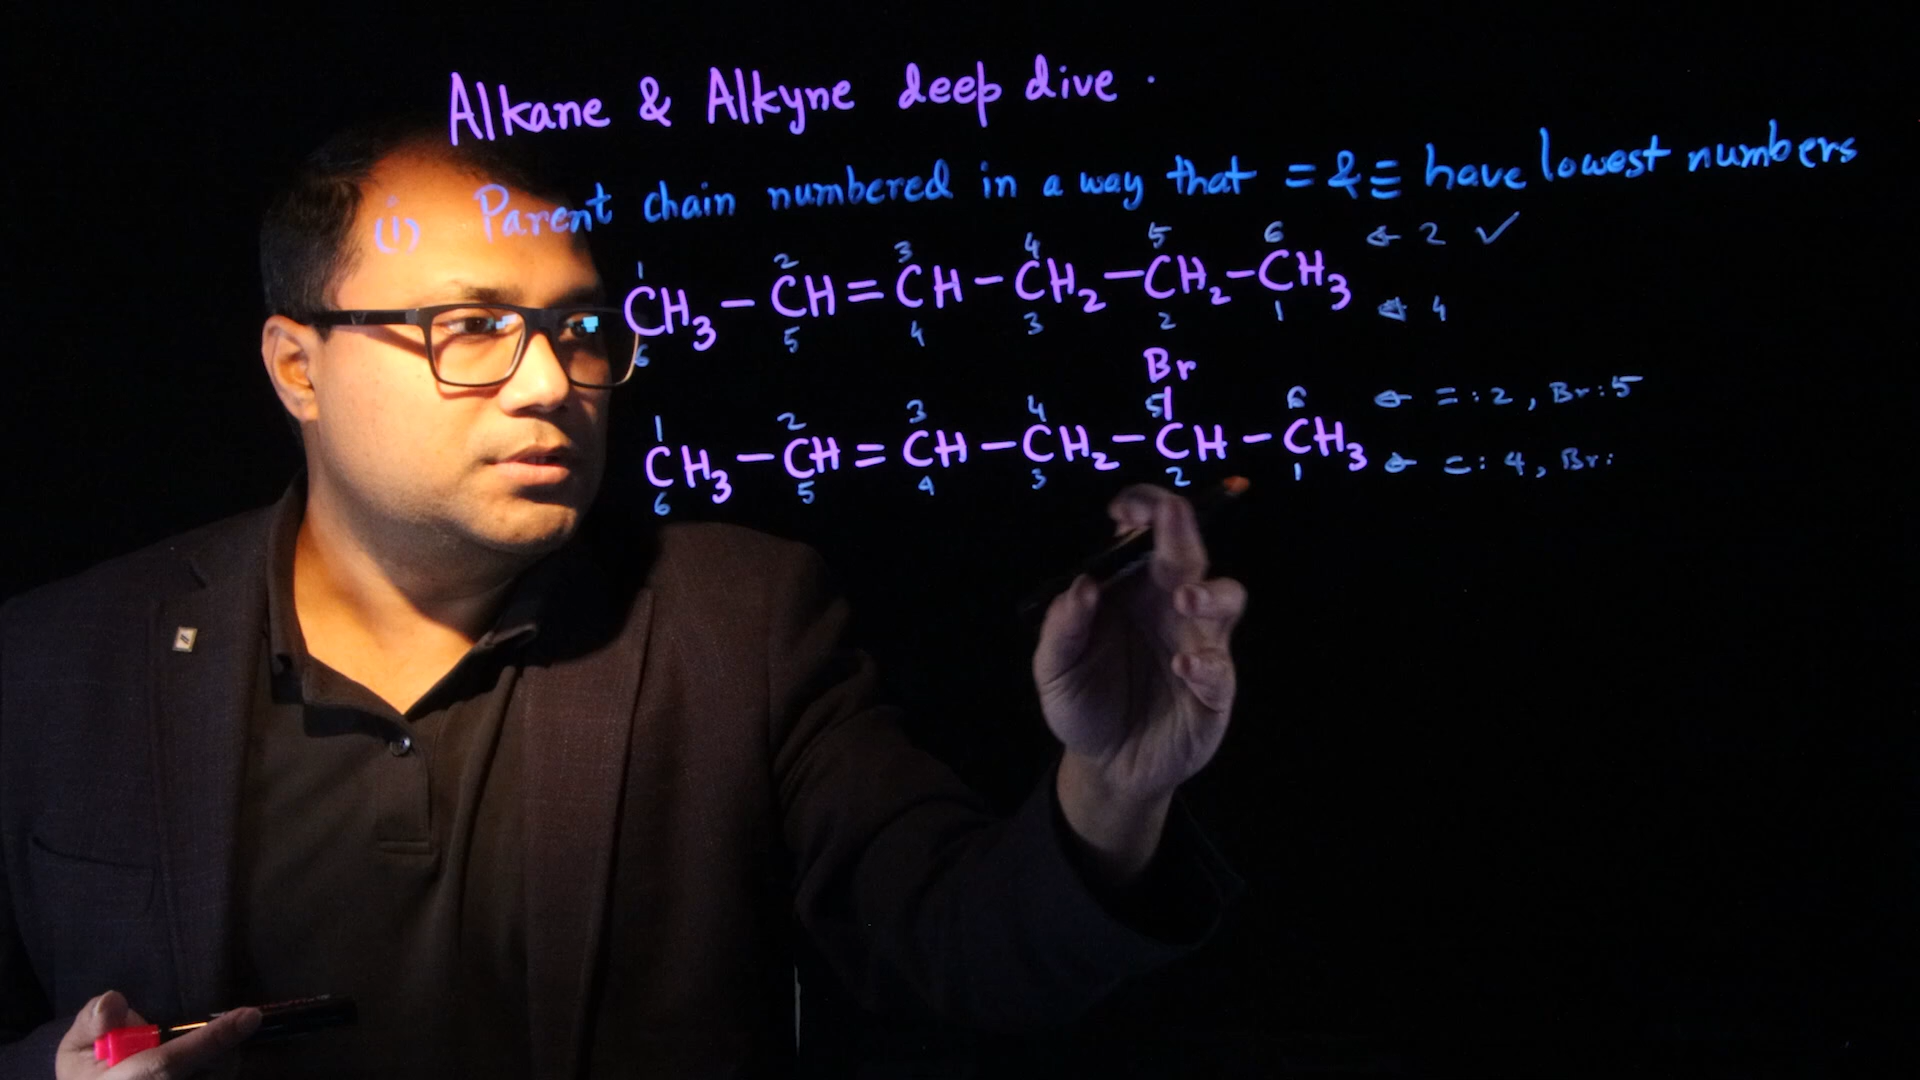 Alkane & Alkyne deep dive .
(i) Parent chain numbered in a way that = & ≡ have lowest numbers
1 2 3 4 5 6 ← 2 ✓
CH3 — CH = CH — CH2 — CH2 — CH3
6 5 4 3 2 1 ← 4
Br
1 2 3 4 5 6 ← = : 2 , Br : 5
CH3 — CH = CH — CH2 — CH — CH3
6 5 4 3 2 1 ← = : 4 , Br :